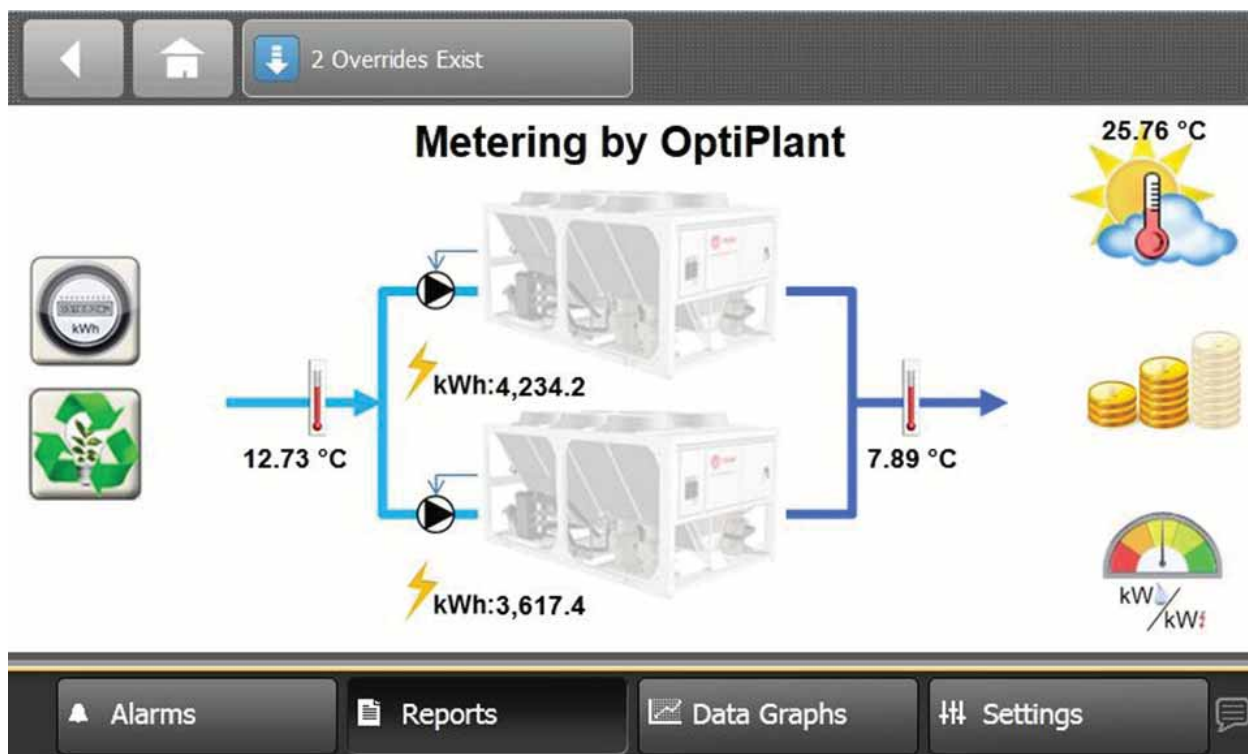 2 Overrides Exist
Metering by OptiPlant
25.76 °C
kWh
kWh:4,234.2
12.73 °C
7.89 °C
kWh:3,617.4
kW
/kW
Alarms
Reports
Data Graphs
Settings